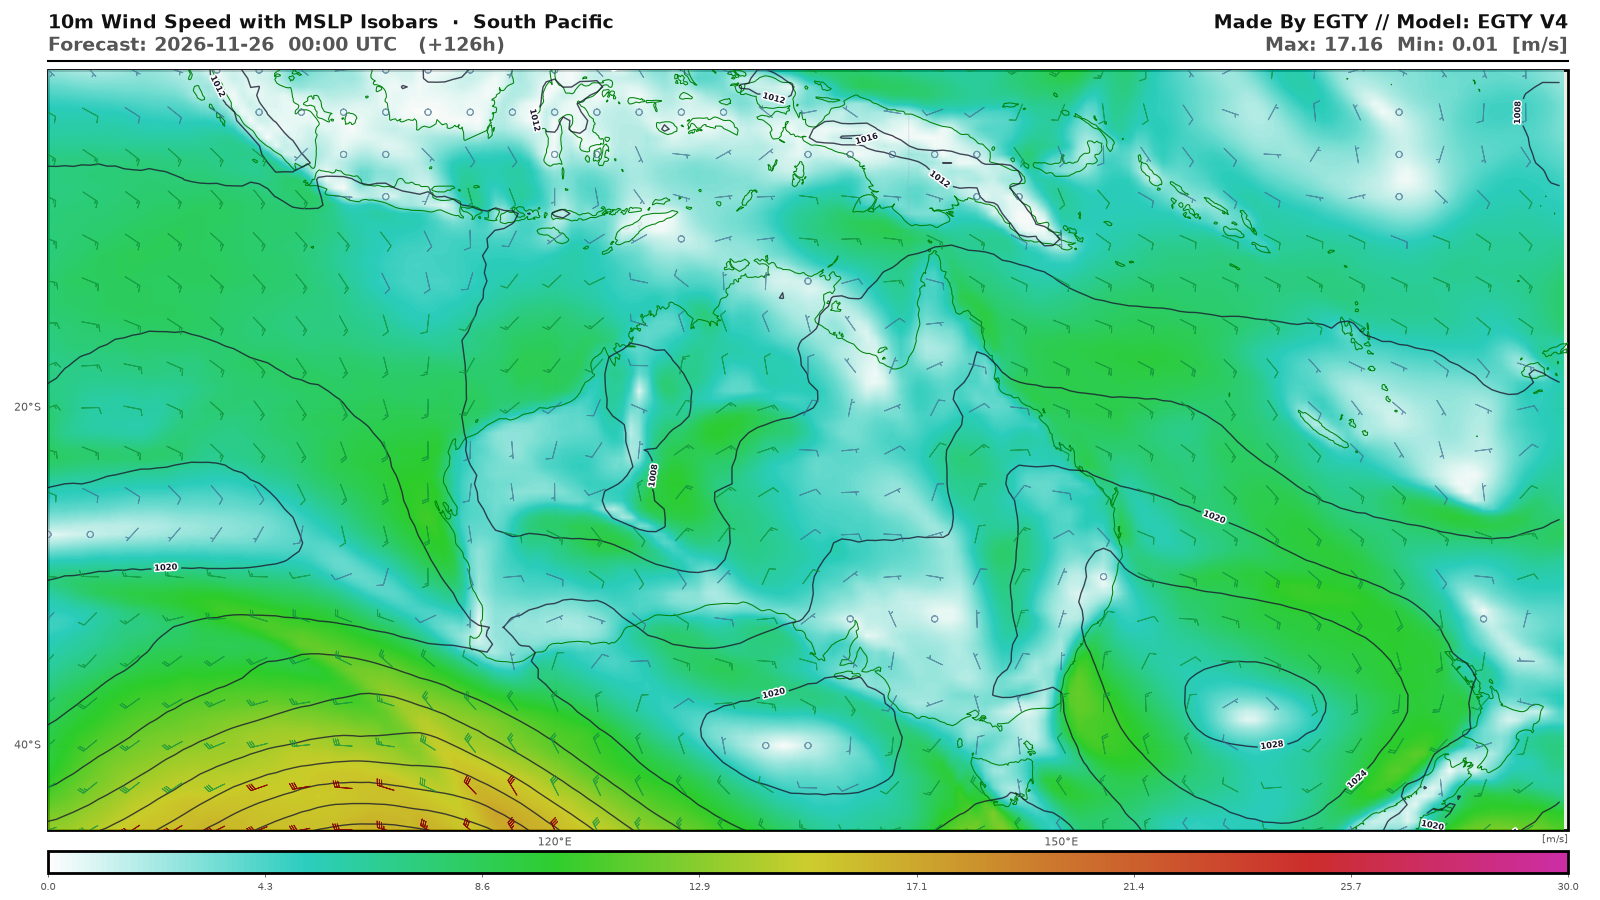 10m Wind Speed with MSLP Isobars · South Pacific
Made By EGTY // Model: EGTY V4
Forecast: 2026-11-26 00:00 UTC (+126h)
Max: 17.16 Min: 0.01 [m/s]
1012
1012
1012
1016
1012
1008
20°S
1008
1020
1020
1020
40°S
1028
1024
1020
120°E
150°E
[m/s]
0.0
4.3
8.6
12.9
17.1
21.4
25.7
30.0